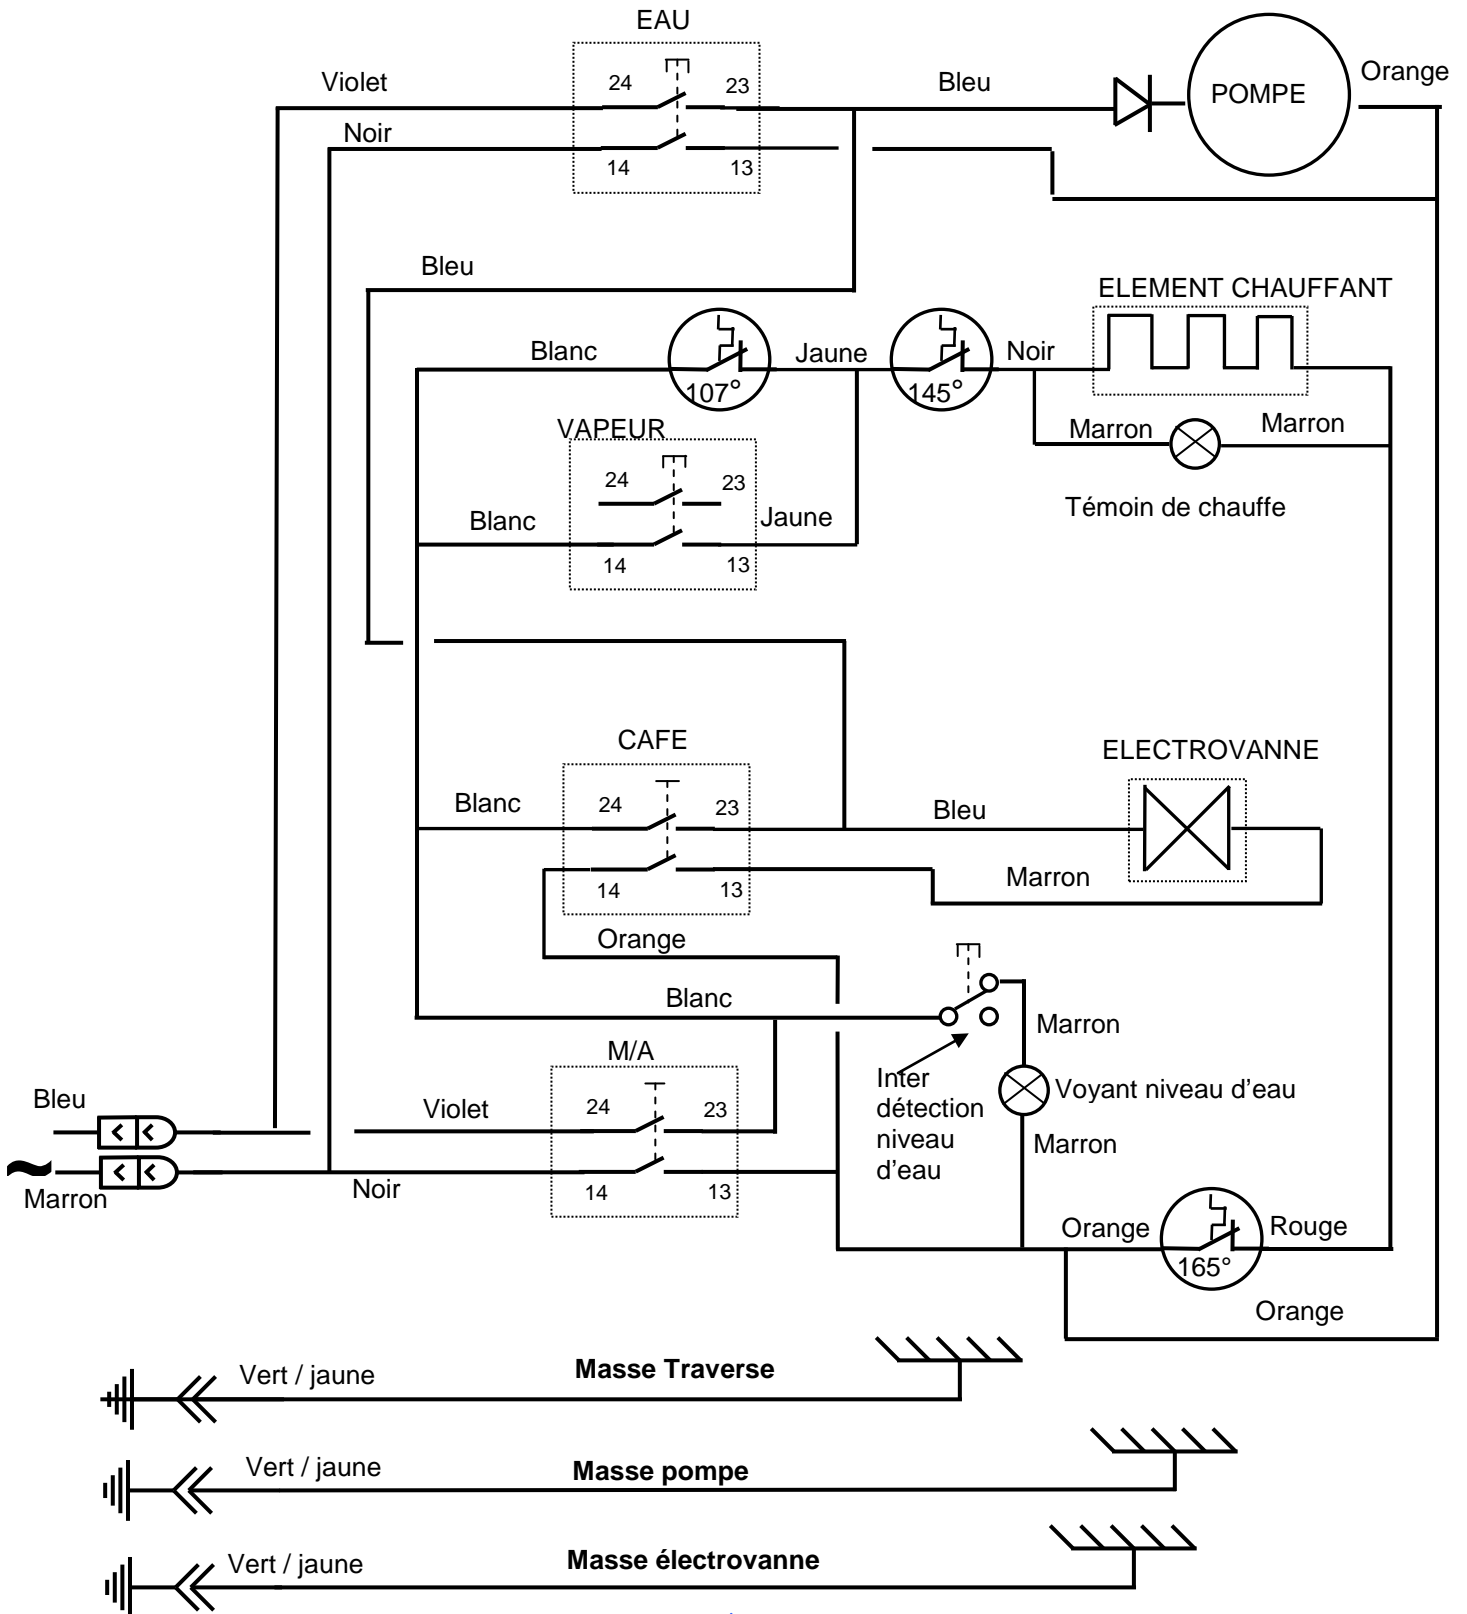 EAU
Violet
24
23
Bleu
POMPE
Orange
Noir
14
13
Bleu
ELEMENT CHAUFFANT
Blanc
107°
Jaune
145°
Noir
Marron
Marron
Témoin de chauffe
VAPEUR
24
23
Blanc
Jaune
14
13
CAFE
ELECTROVANNE
Blanc
24
23
Bleu
14
13
Marron
Orange
Blanc
Marron
M/A
Inter
détection
niveau
d'eau
Voyant niveau d'eau
Bleu
Violet
24
23
Marron
~
Marron
Noir
14
13
Orange
165°
Rouge
Orange
Vert / jaune
Masse Traverse
Vert / jaune
Masse pompe
Vert / jaune
Masse électrovanne